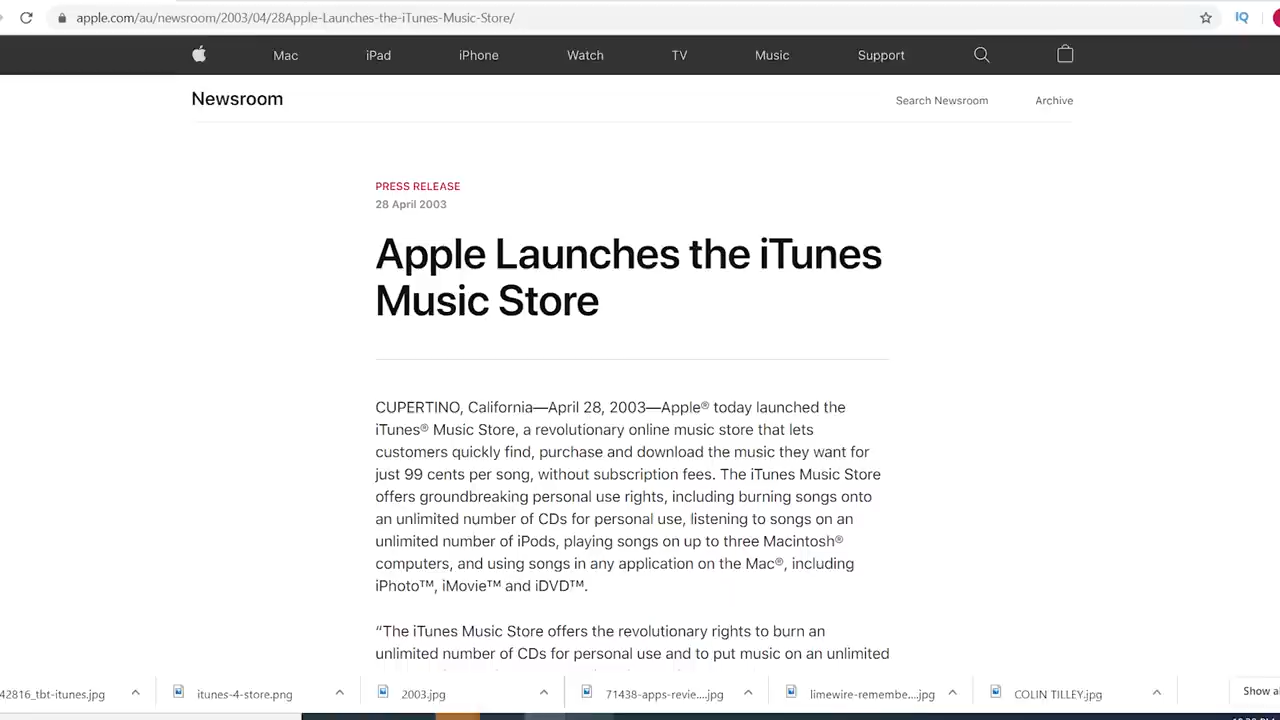 apple.com/au/newsroom/2003/04/28Apple-Launches-the-iTunes-Music-Store/
IQ
Mac iPad iPhone Watch TV Music Support
Newsroom Search Newsroom Archive
PRESS RELEASE
28 April 2003
Apple Launches the iTunes
Music Store
CUPERTINO, California—April 28, 2003—Apple® today launched the
iTunes® Music Store, a revolutionary online music store that lets
customers quickly find, purchase and download the music they want for
just 99 cents per song, without subscription fees. The iTunes Music Store
offers groundbreaking personal use rights, including burning songs onto
an unlimited number of CDs for personal use, listening to songs on an
unlimited number of iPods, playing songs on up to three Macintosh®
computers, and using songs in any application on the Mac®, including
iPhoto™, iMovie™ and iDVD™.
“The iTunes Music Store offers the revolutionary rights to burn an
unlimited number of CDs for personal use and to put music on an unlimited
42816_tbt-itunes.jpg itunes-4-store.png 2003.jpg 71438-apps-revie....jpg limewire-remembe....jpg COLIN TILLEY.jpg Show al